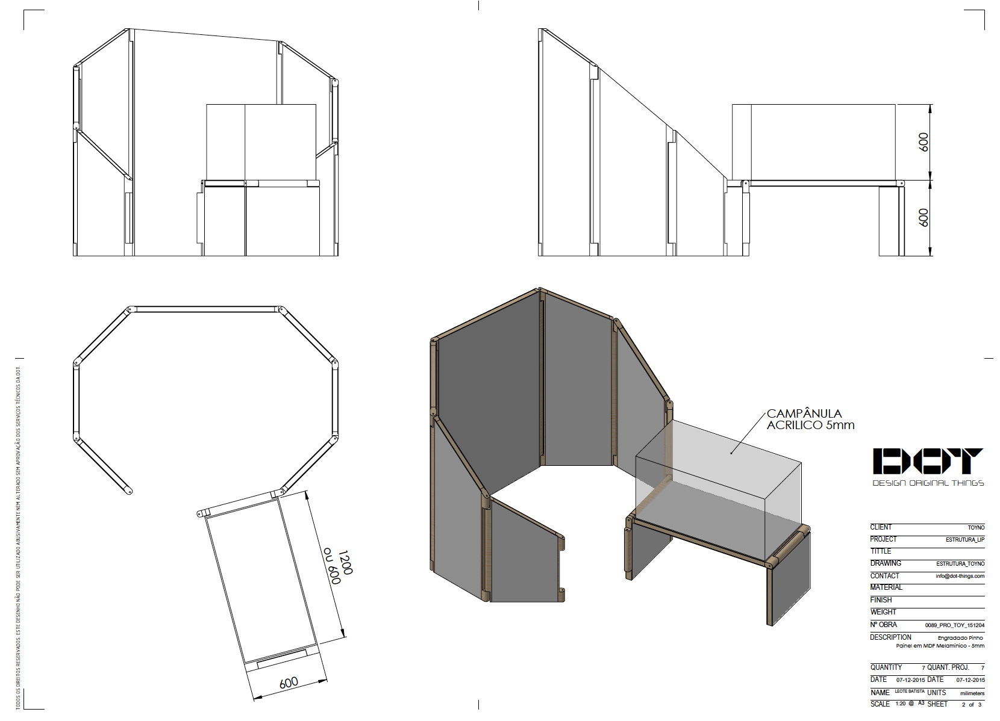 600
600
CAMPÂNULA
ACRILICO 5mm
1200
ou 600
600
TODOS OS DIREITOS RESERVADOS. ESTE DESENHO NÃO PODE SER UTILIZADO ABUSIVAMENTE NEM ALTERADO SEM APROVAÇÃO DOS SERVIÇOS TÉCNICOS DA DOT.
DOT
DESIGN ORIGINAL THINGS
CLIENT TOYNO
PROJECT ESTRUTURA_LIP
TITTLE
DRAWING ESTRUTURA_TOYNO
CONTACT info@dot-things.com
MATERIAL
FINISH
WEIGHT
Nº OBRA 0089_PRO_TOY_151204
DESCRIPTION Engradado Pinho
Painel em MDF Melaminico - 5mm
QUANTITY 7 QUANT. PROJ. 7
DATE 07-12-2015 DATE 07-12-2015
NAME LEOTE BATISTA UNITS milimeters
SCALE 1:20 @ A3 SHEET 2 of 3